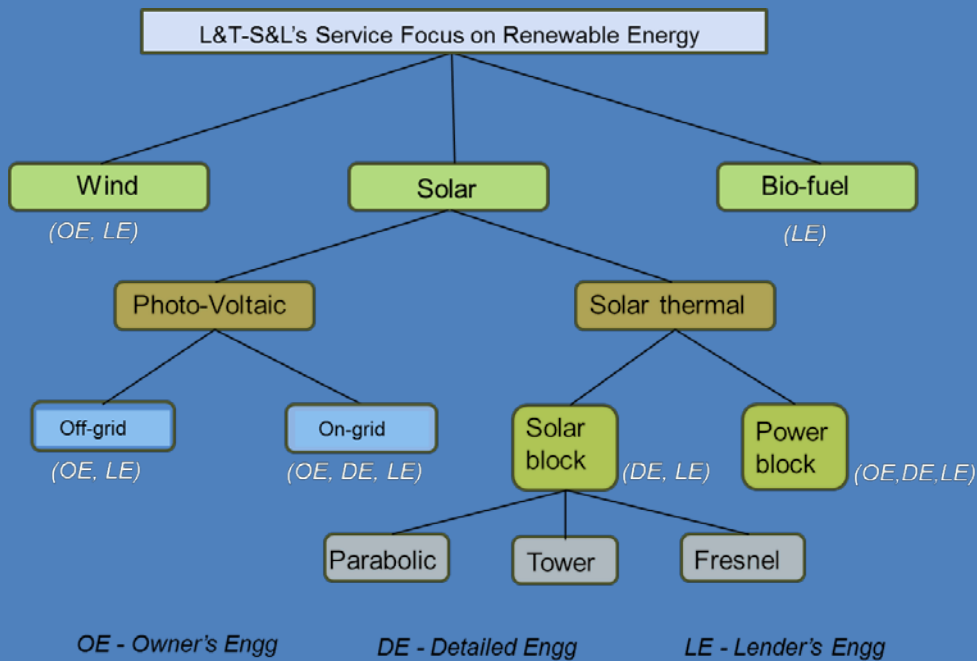 L&T-S&L's Service Focus on Renewable Energy
Wind
Solar
Bio-fuel
(OE, LE)
(LE)
Photo-Voltaic
Solar thermal
Off-grid
On-grid
Solar
block
Power
block
(OE, LE)
(OE, DE, LE)
(DE, LE)
(OE,DE,LE)
Parabolic
Tower
Fresnel
OE - Owner's Engg
DE - Detailed Engg
LE - Lender's Engg